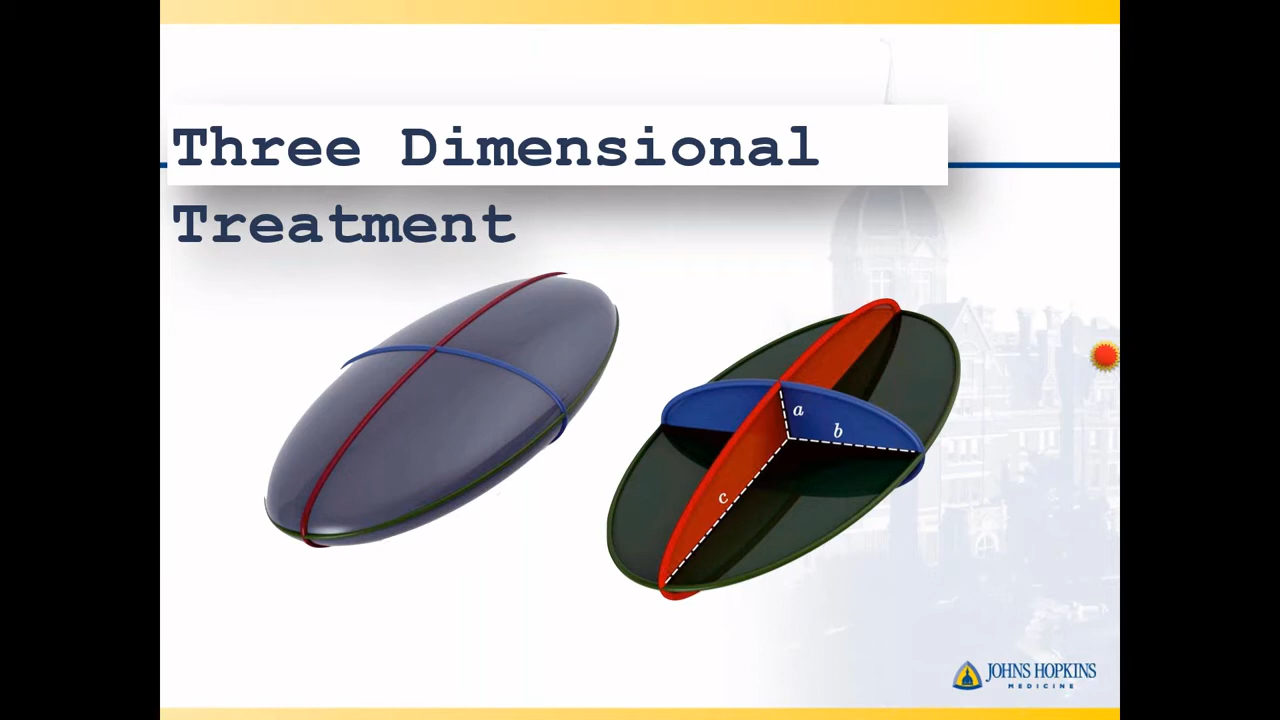 Three Dimensional
Treatment
a
b
c
JOHNS HOPKINS
MEDICINE